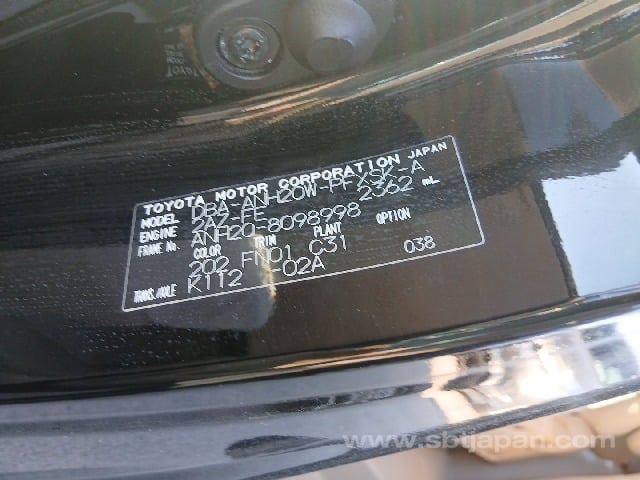 TOYOTA MOTOR CORPORATION JAPAN
MODEL DBA-ANH20W-PFXSK-A
ENGINE 2AZ-FE 2362 mL
FRAME No. ANH20-8098998
COLOR TRIM PLANT OPTION
202 FN01 C31 038
TRANS./AXLE K112 -02A
www.sbtjapan.com